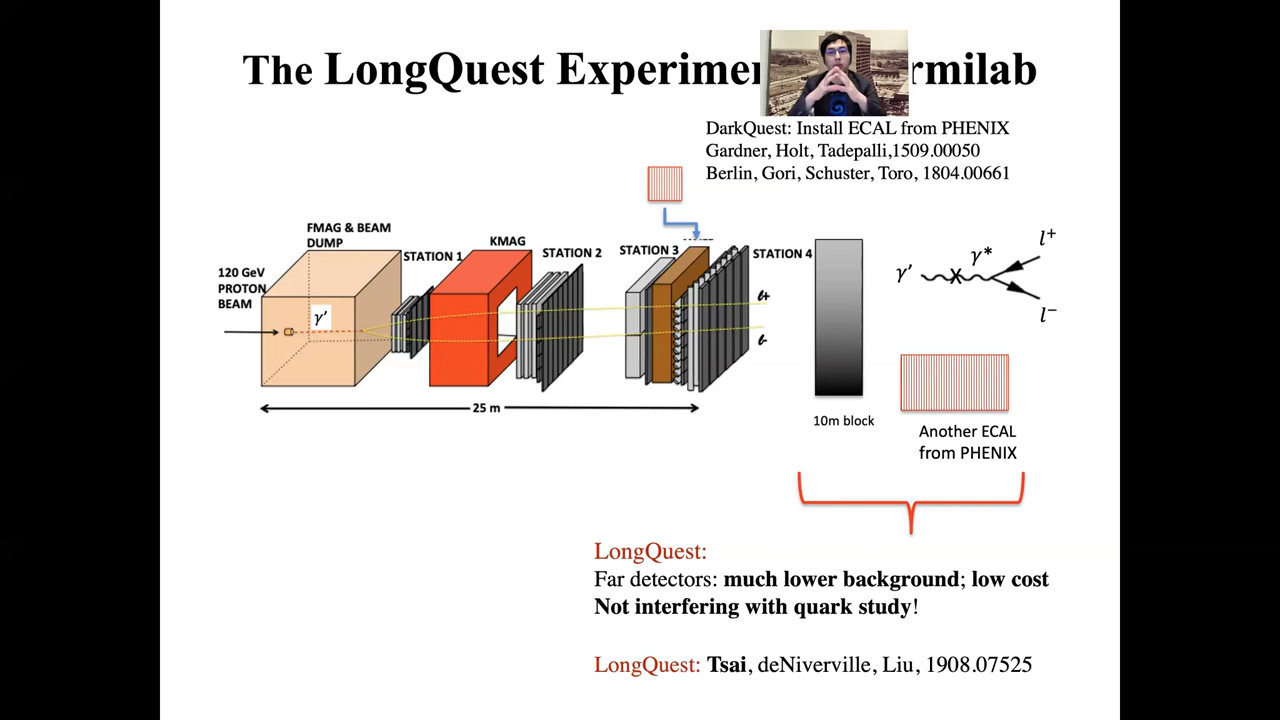 The LongQuest Experimen rmilab
DarkQuest: Install ECAL from PHENIX
Gardner, Holt, Tadepalli,1509.00050
Berlin, Gori, Schuster, Toro, 1804.00661
FMAG & BEAM
DUMP
STATION 1
KMAG
STATION 2
STATION 3
STATION 4
120 GeV
PROTON
BEAM
γ'
ℓ+
ℓ-
25 m
γ'
γ*
l⁺
l⁻
10m block
Another ECAL
from PHENIX
LongQuest:
Far detectors: much lower background; low cost
Not interfering with quark study!
LongQuest: Tsai, deNiverville, Liu, 1908.07525